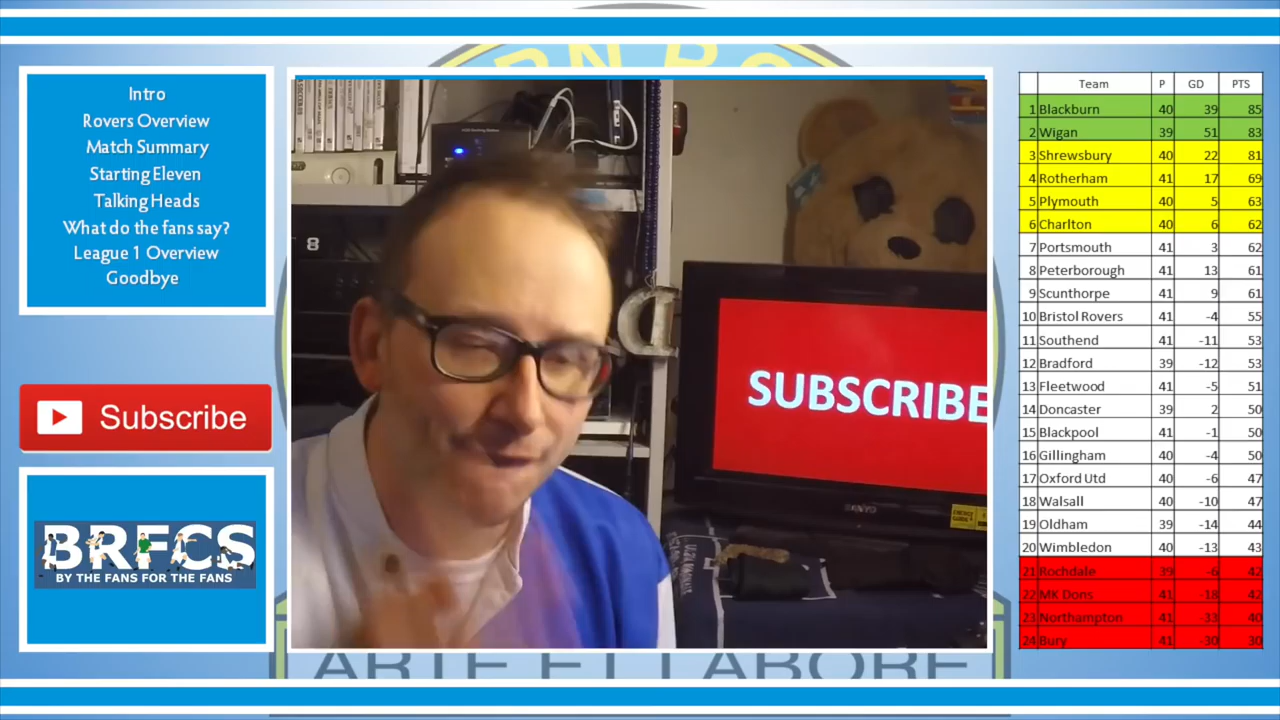 RN RO
Intro
Rovers Overview
Match Summary
Starting Eleven
Talking Heads
What do the fans say?
League 1 Overview
Goodbye
Subscribe
BRFCS
BY THE FANS FOR THE FANS
8
D
SUBSCRIBE
SANYO
Team P GD PTS
1 Blackburn 40 39 85
2 Wigan 39 51 83
3 Shrewsbury 40 22 81
4 Rotherham 41 17 69
5 Plymouth 40 5 63
6 Charlton 40 6 62
7 Portsmouth 41 3 62
8 Peterborough 41 13 61
9 Scunthorpe 41 9 61
10 Bristol Rovers 41 -4 55
11 Southend 41 -11 53
12 Bradford 39 -12 53
13 Fleetwood 41 -5 51
14 Doncaster 39 2 50
15 Blackpool 41 -1 50
16 Gillingham 40 -4 50
17 Oxford Utd 40 -6 47
18 Walsall 40 -10 47
19 Oldham 39 -14 44
20 Wimbledon 40 -13 43
21 Rochdale 39 -6 42
22 MK Dons 41 -18 42
23 Northampton 41 -33 40
24 Bury 41 -30 30
ARTE ET LABORE